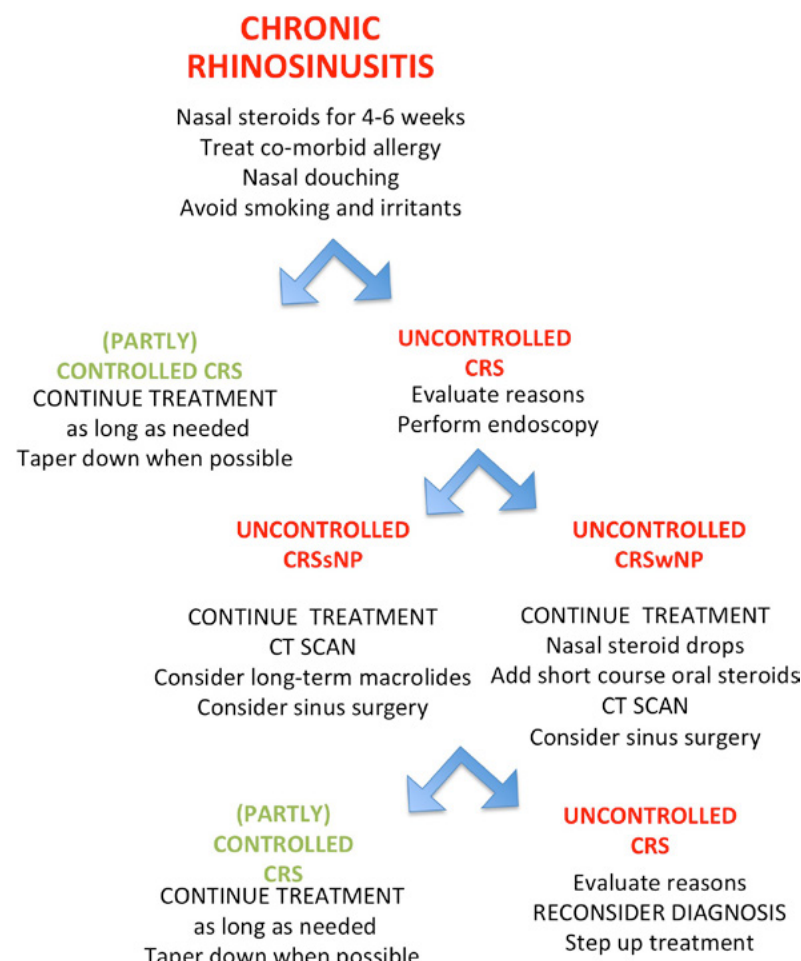 CHRONIC
RHINOSINUSITIS
Nasal steroids for 4-6 weeks
Treat co-morbid allergy
Nasal douching
Avoid smoking and irritants
(PARTLY)
CONTROLLED CRS
CONTINUE TREATMENT
as long as needed
Taper down when possible
UNCONTROLLED
CRS
Evaluate reasons
Perform endoscopy
UNCONTROLLED
CRSsNP
CONTINUE TREATMENT
CT SCAN
Consider long-term macrolides
Consider sinus surgery
UNCONTROLLED
CRSwNP
CONTINUE TREATMENT
Nasal steroid drops
Add short course oral steroids
CT SCAN
Consider sinus surgery
(PARTLY)
CONTROLLED
CRS
CONTINUE TREATMENT
as long as needed
Taper down when possible
UNCONTROLLED
CRS
Evaluate reasons
RECONSIDER DIAGNOSIS
Step up treatment